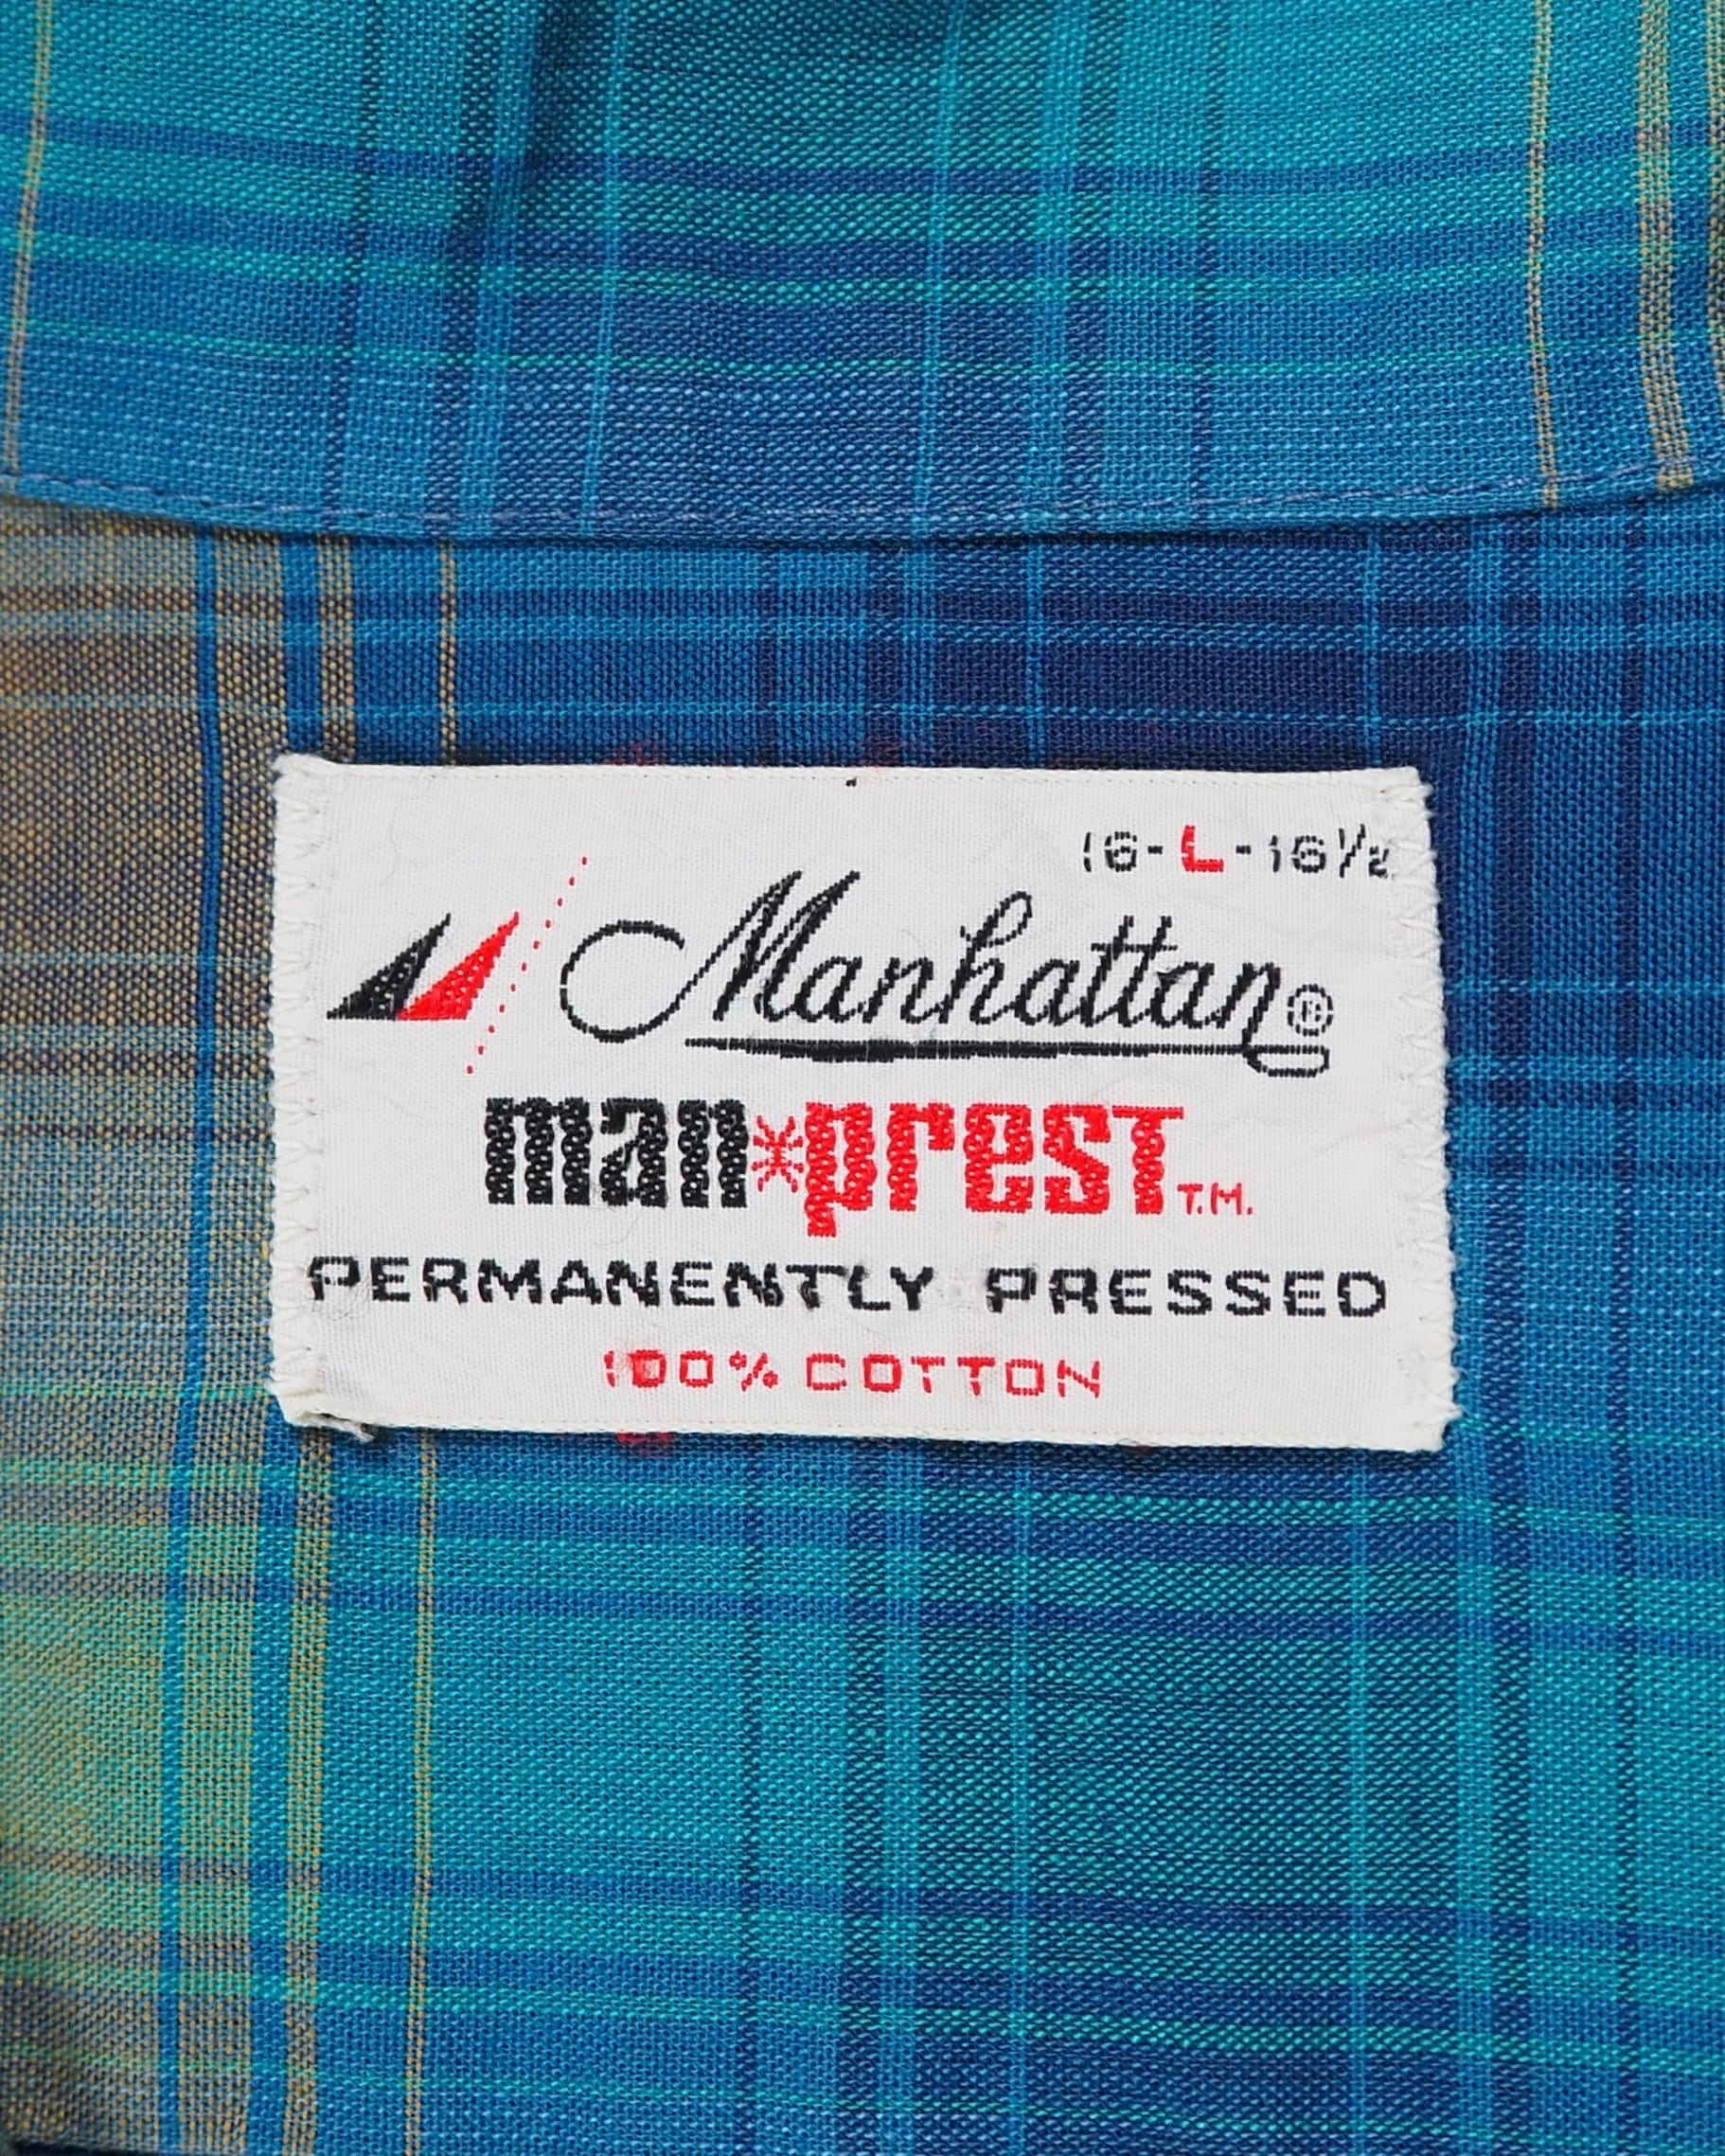 16-L-16½
Manhattan®
man*prest T.M.
PERMANENTLY PRESSED
100% COTTON